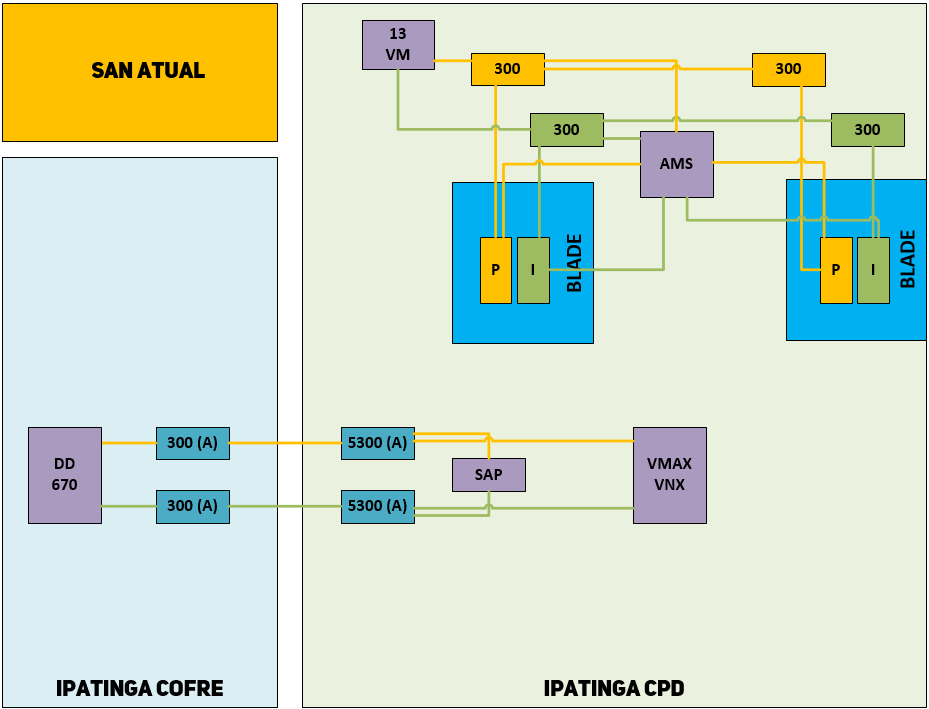 SAN ATUAL
13
VM
300
300
300
300
AMS
P
I
BLADE
P
I
BLADE
DD
670
300 (A)
5300 (A)
SAP
VMAX
VNX
300 (A)
5300 (A)
IPATINGA COFRE
IPATINGA CPD